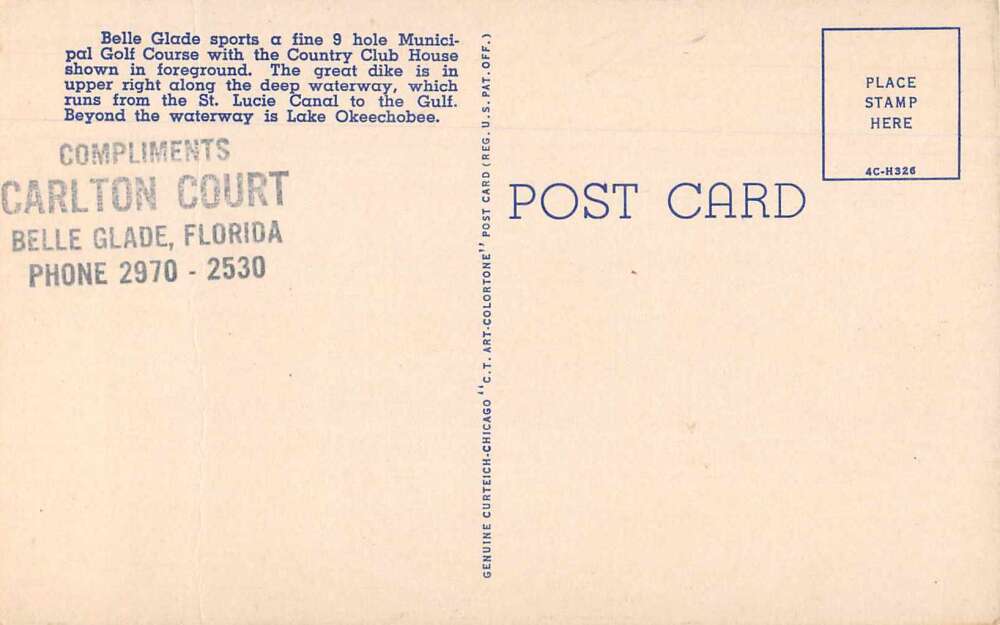 Belle Glade sports a fine 9 hole Munici-
pal Golf Course with the Country Club House
shown in foreground. The great dike is in
upper right along the deep waterway, which
runs from the St. Lucie Canal to the Gulf.
Beyond the waterway is Lake Okeechobee.
COMPLIMENTS
CARLTON COURT
BELLE GLADE, FLORIDA
PHONE 2970 - 2530
GENUINE CURTEICH-CHICAGO "C.T. ART-COLORTONE" POST CARD (REG. U.S. PAT. OFF.)
POST CARD
PLACE
STAMP
HERE
4C-H326